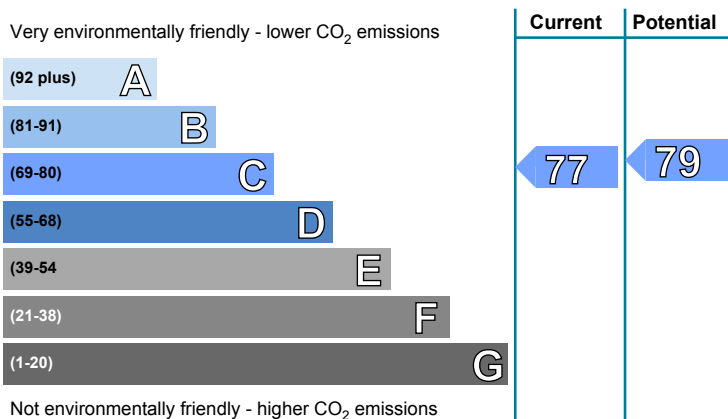 Very environmentally friendly - lower CO2 emissions
Current
Potential
(92 plus) A
(81-91) B
(69-80) C
77
79
(55-68) D
(39-54 E
(21-38) F
(1-20) G
Not environmentally friendly - higher CO2 emissions